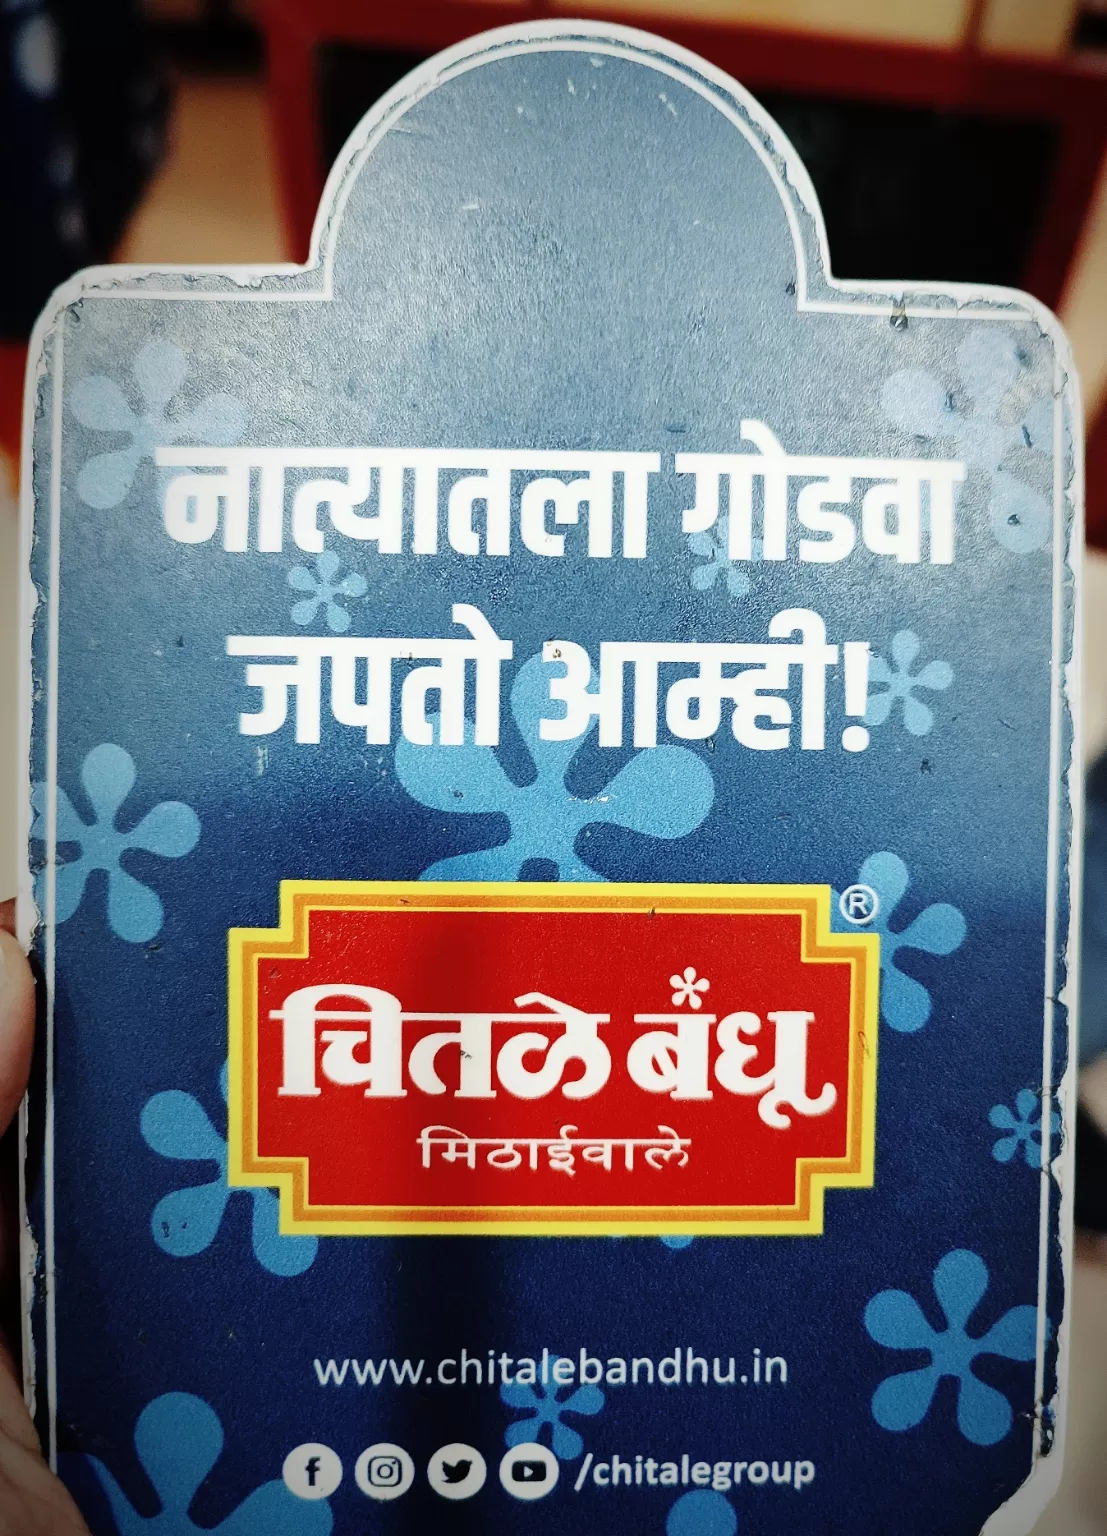 नात्यातला गोडवा
जपतो आम्ही!
®
चितळे बंधू
मिठाईवाले
www.chitalebandhu.in
/chitalegroup